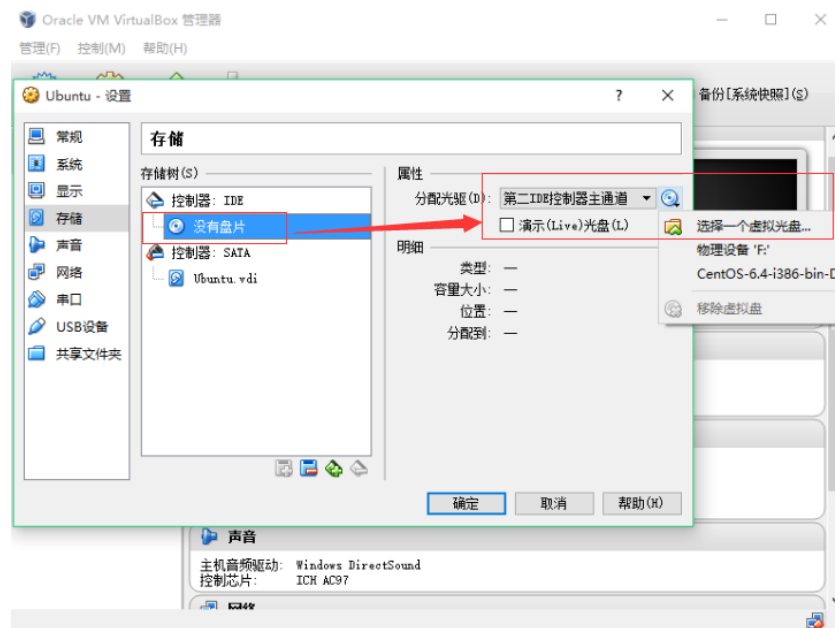 Oracle VM VirtualBox 管理器
管理(F) 控制(M) 帮助(H)
Ubuntu - 设置
? 
备份[系统快照](S)
常规
系统
显示
存储
声音
网络
串口
USB设备
共享文件夹
存储
存储树(S)
控制器: IDE
没有盘片
控制器: SATA
Ubuntu.vdi
属性
分配光驱(D): 第二IDE控制器主通道
演示(Live)光盘(L)
选择一个虚拟光盘...
物理设备 'F:'
CentOS-6.4-i386-bin-D
移除虚拟盘
明细
类型: —
容量大小: —
位置: —
分配到: —
确定 取消 帮助(H)
声音
主机音频驱动: Windows DirectSound
控制芯片: ICH AC97
网络